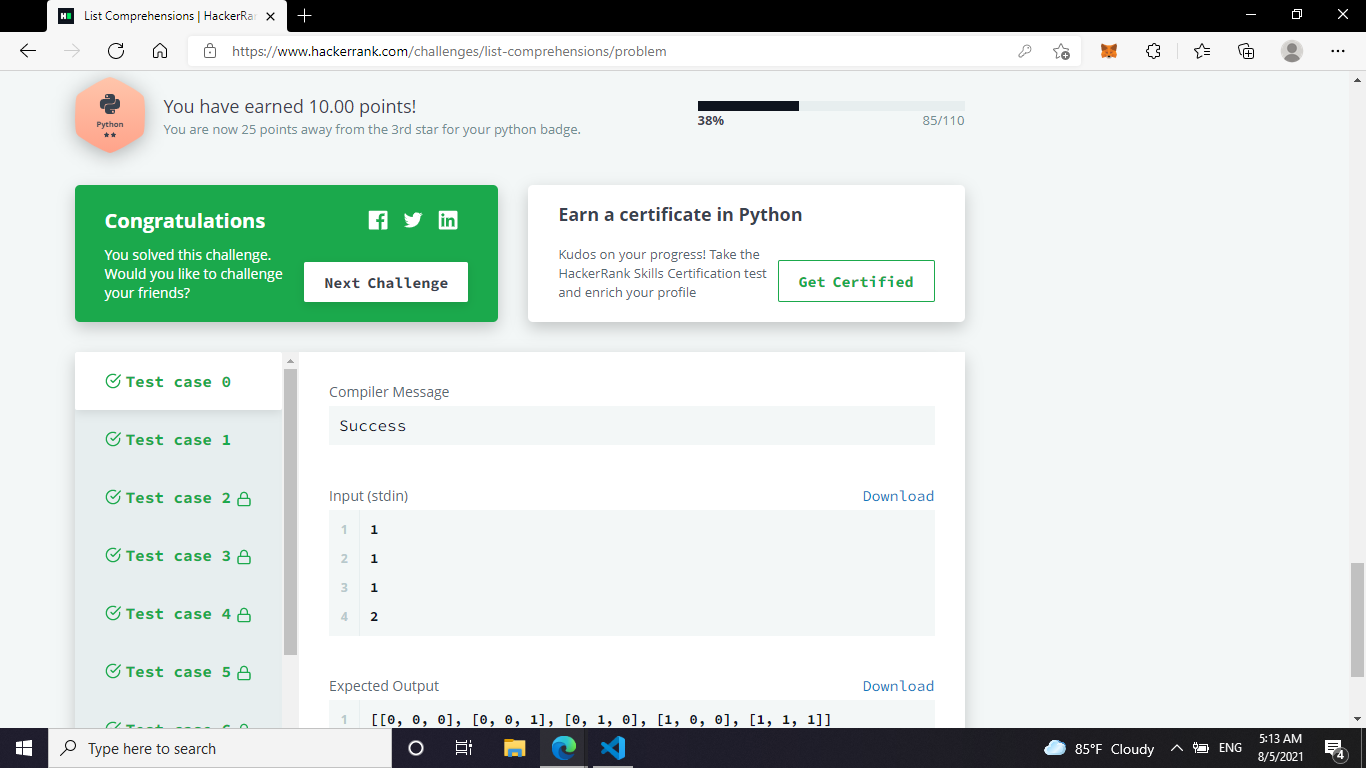 List Comprehensions | HackerRa
https://www.hackerrank.com/challenges/list-comprehensions/problem
Python
You have earned 10.00 points!
You are now 25 points away from the 3rd star for your python badge.
38%
85/110
Congratulations
You solved this challenge.
Would you like to challenge
your friends?
Next Challenge
Earn a certificate in Python
Kudos on your progress! Take the
HackerRank Skills Certification test
and enrich your profile
Get Certified
Test case 0
Test case 1
Test case 2
Test case 3
Test case 4
Test case 5
Compiler Message
Success
Input (stdin)
Download
1 1
2 1
3 1
4 2
Expected Output
Download
1 [[0, 0, 0], [0, 0, 1], [0, 1, 0], [1, 0, 0], [1, 1, 1]]
Type here to search
85°F Cloudy
ENG
5:13 AM
8/5/2021
4